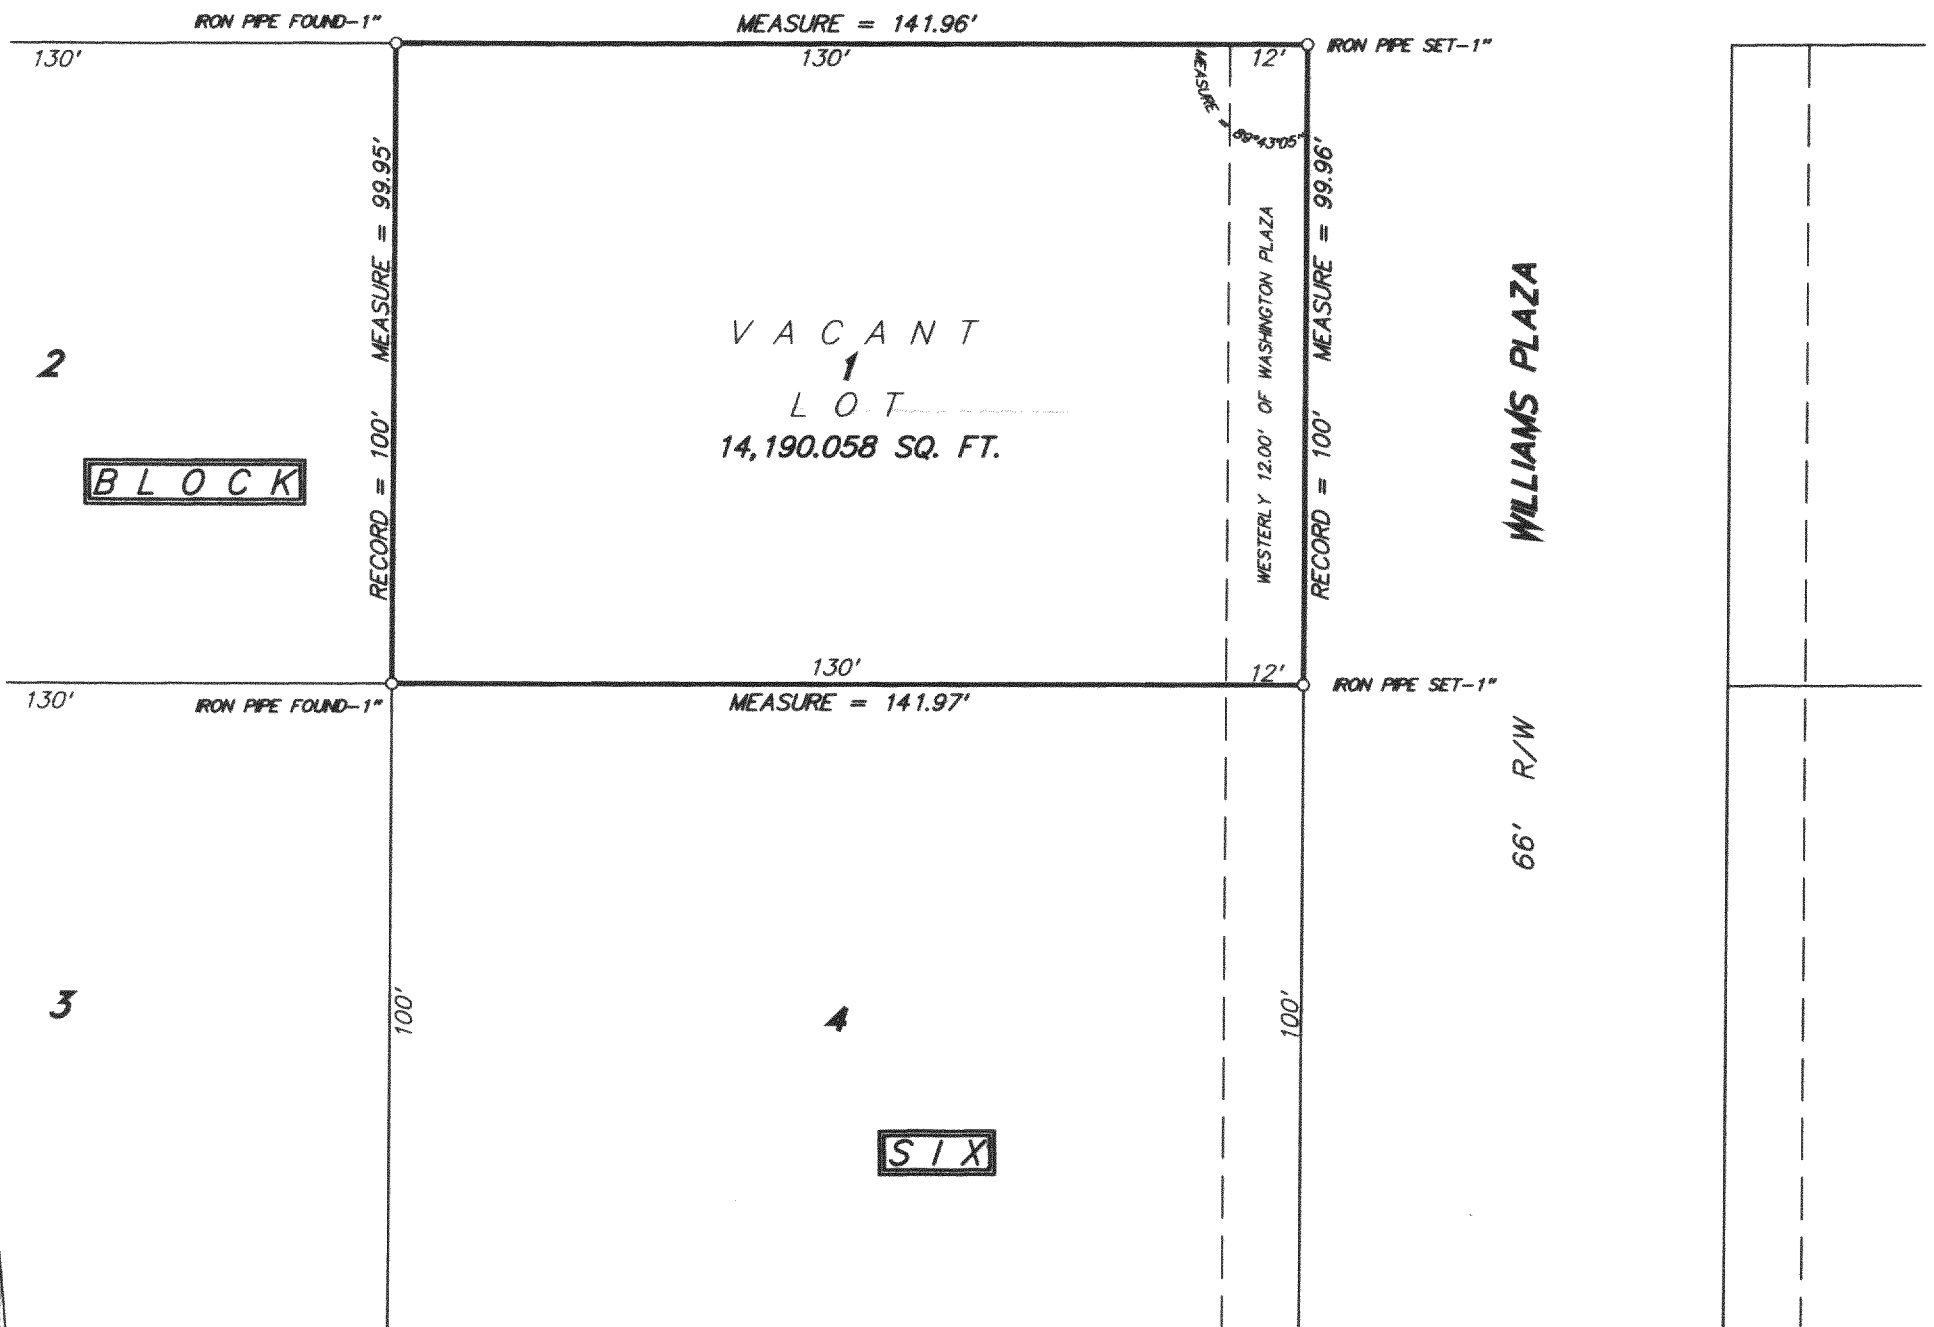 IRON PIPE FOUND-1"
MEASURE = 141.96'
130'
130'
12'
IRON PIPE SET-1"
MEASURE = 89°43'05"
RECORD = 100' MEASURE = 99.95'
RECORD = 100' MEASURE = 99.96'
WESTERLY 12.00' OF WASHINGTON PLAZA
WILLIAMS PLAZA
VACANT
1
LOT
14,190.058 SQ. FT.
2
BLOCK
130'
12'
IRON PIPE SET-1"
130'
IRON PIPE FOUND-1"
MEASURE = 141.97'
66' R/W
3
100'
4
100'
SIX